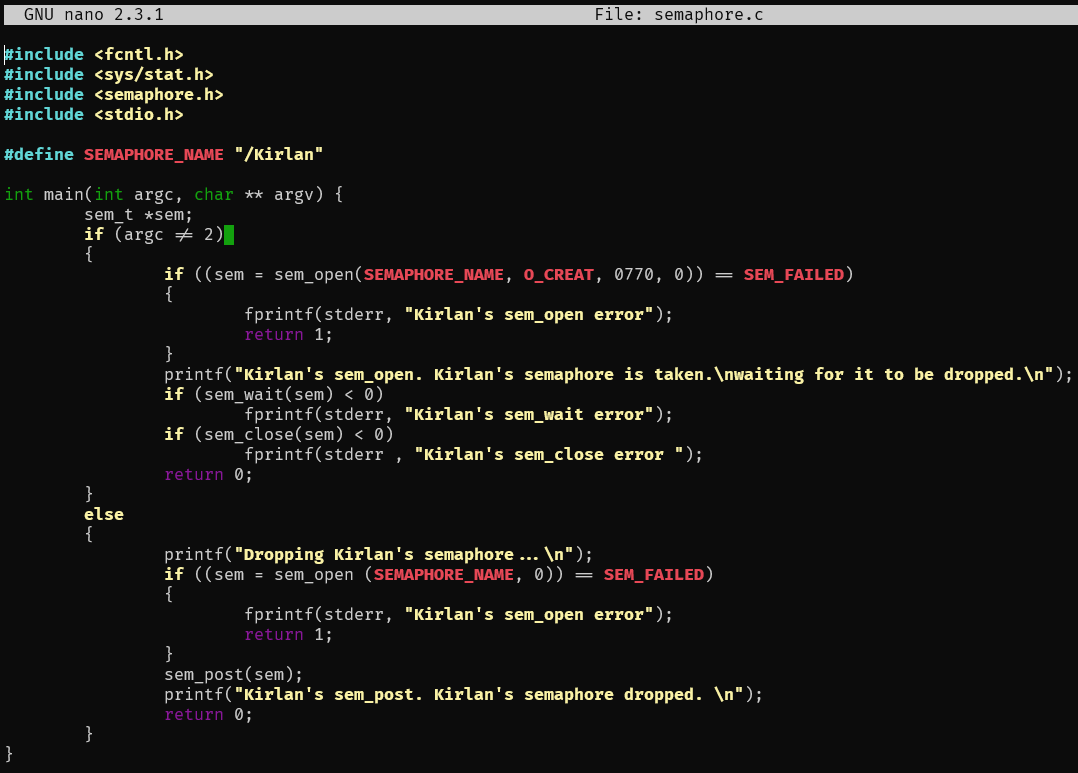 GNU nano 2.3.1 File: semaphore.c
#include <fcntl.h>
#include <sys/stat.h>
#include <semaphore.h>
#include <stdio.h>
#define SEMAPHORE_NAME "/Kirlan"
int main(int argc, char ** argv) {
sem_t *sem;
if (argc != 2)
{
if ((sem = sem_open(SEMAPHORE_NAME, O_CREAT, 0770, 0)) == SEM_FAILED)
{
fprintf(stderr, "Kirlan's sem_open error");
return 1;
}
printf("Kirlan's sem_open. Kirlan's semaphore is taken.\nwaiting for it to be dropped.\n");
if (sem_wait(sem) < 0)
fprintf(stderr, "Kirlan's sem_wait error");
if (sem_close(sem) < 0)
fprintf(stderr , "Kirlan's sem_close error ");
return 0;
}
else
{
printf("Dropping Kirlan's semaphore...\n");
if ((sem = sem_open (SEMAPHORE_NAME, 0)) == SEM_FAILED)
{
fprintf(stderr, "Kirlan's sem_open error");
return 1;
}
sem_post(sem);
printf("Kirlan's sem_post. Kirlan's semaphore dropped. \n");
return 0;
}
}